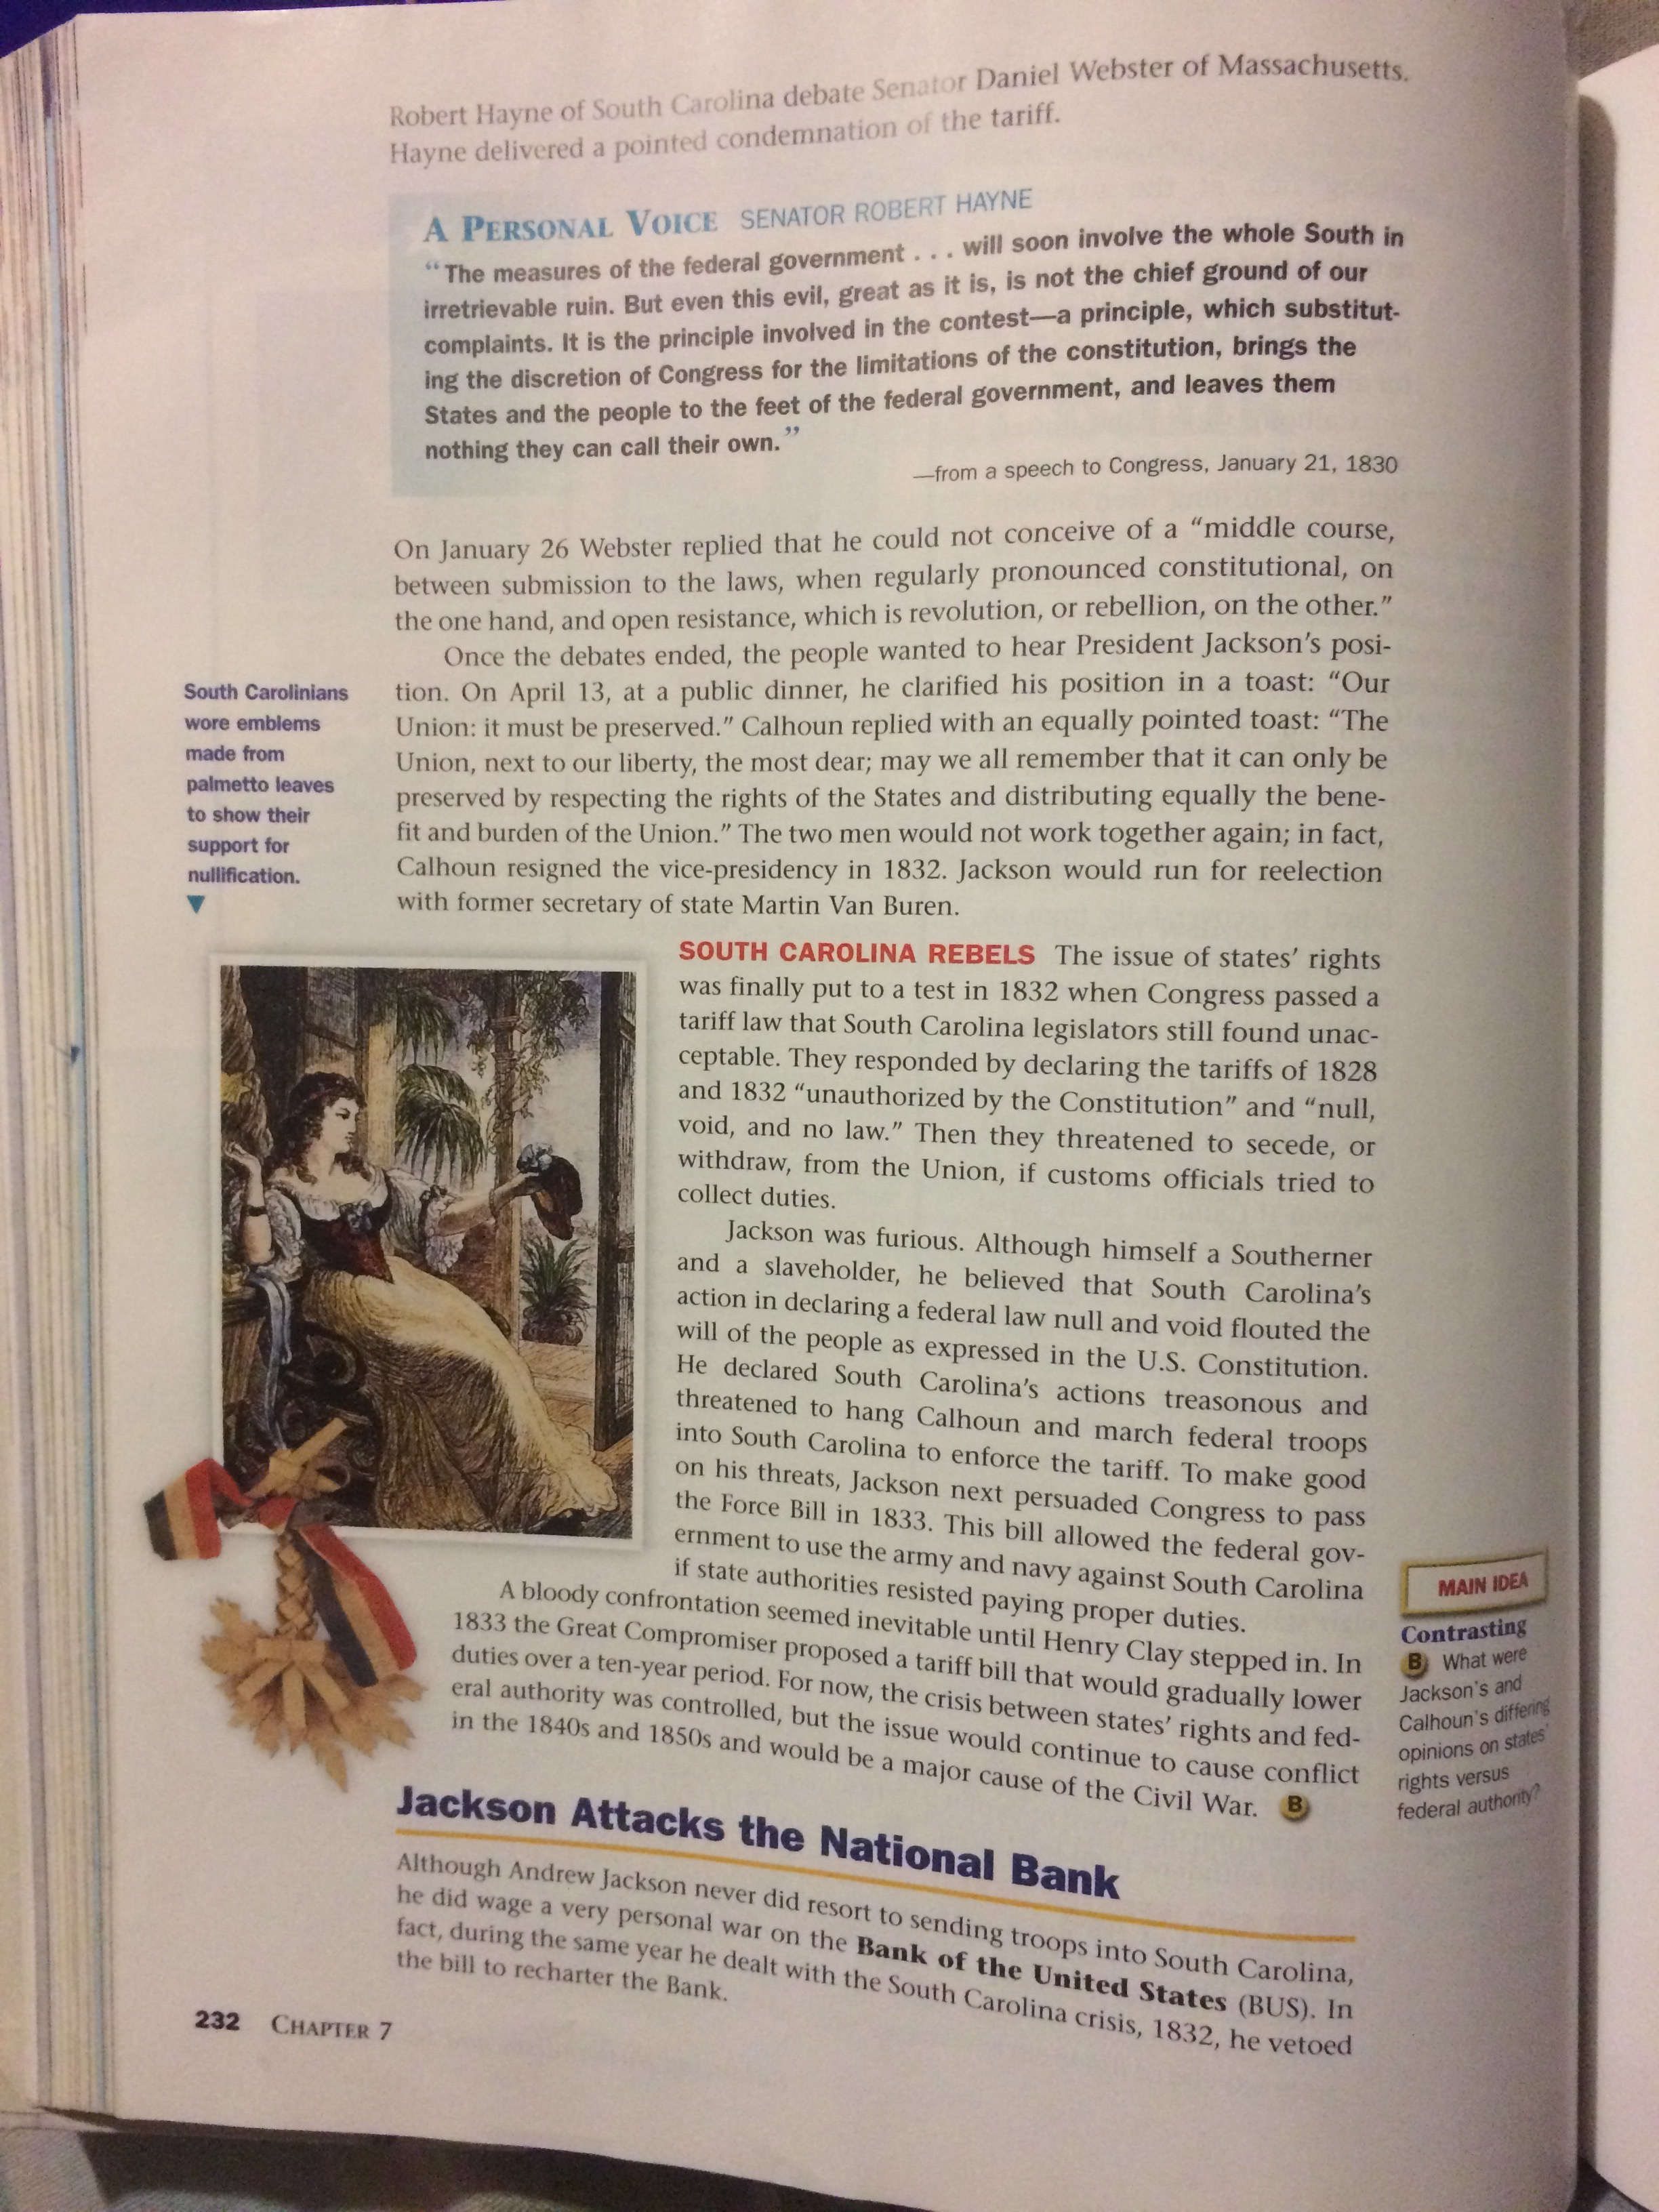 Robert Hayne of South Carolina debate Senator Daniel Webster of Massachusetts.
Hayne delivered a pointed condemnation of the tariff.
A PERSONAL VOICE SENATOR ROBERT HAYNE
“The measures of the federal government . . . will soon involve the whole South in
irretrievable ruin. But even this evil, great as it is, is not the chief ground of our
complaints. It is the principle involved in the contest—a principle, which substitut-
ing the discretion of Congress for the limitations of the constitution, brings the
States and the people to the feet of the federal government, and leaves them
nothing they can call their own.”
—from a speech to Congress, January 21, 1830
On January 26 Webster replied that he could not conceive of a “middle course,
between submission to the laws, when regularly pronounced constitutional, on
the one hand, and open resistance, which is revolution, or rebellion, on the other.”
Once the debates ended, the people wanted to hear President Jackson’s posi-
tion. On April 13, at a public dinner, he clarified his position in a toast: “Our
Union: it must be preserved.” Calhoun replied with an equally pointed toast: “The
Union, next to our liberty, the most dear; may we all remember that it can only be
preserved by respecting the rights of the States and distributing equally the bene-
fit and burden of the Union.” The two men would not work together again; in fact,
Calhoun resigned the vice-presidency in 1832. Jackson would run for reelection
with former secretary of state Martin Van Buren.
South Carolinians
wore emblems
made from
palmetto leaves
to show their
support for
nullification.
▼
SOUTH CAROLINA REBELS The issue of states’ rights
was finally put to a test in 1832 when Congress passed a
tariff law that South Carolina legislators still found unac-
ceptable. They responded by declaring the tariffs of 1828
and 1832 “unauthorized by the Constitution” and “null,
void, and no law.” Then they threatened to secede, or
withdraw, from the Union, if customs officials tried to
collect duties.
Jackson was furious. Although himself a Southerner
and a slaveholder, he believed that South Carolina’s
action in declaring a federal law null and void flouted the
will of the people as expressed in the U.S. Constitution.
He declared South Carolina’s actions treasonous and
threatened to hang Calhoun and march federal troops
into South Carolina to enforce the tariff. To make good
on his threats, Jackson next persuaded Congress to pass
the Force Bill in 1833. This bill allowed the federal gov-
ernment to use the army and navy against South Carolina
if state authorities resisted paying proper duties.
A bloody confrontation seemed inevitable until Henry Clay stepped in. In
1833 the Great Compromiser proposed a tariff bill that would gradually lower
duties over a ten-year period. For now, the crisis between states’ rights and fed-
eral authority was controlled, but the issue would continue to cause conflict
in the 1840s and 1850s and would be a major cause of the Civil War. B
MAIN IDEA
Contrasting
B What were
Jackson’s and
Calhoun’s differing
opinions on states’
rights versus
federal authority?
Jackson Attacks the National Bank
Although Andrew Jackson never did resort to sending troops into South Carolina,
he did wage a very personal war on the Bank of the United States (BUS). In
fact, during the same year he dealt with the South Carolina crisis, 1832, he vetoed
the bill to recharter the Bank.
232 CHAPTER 7